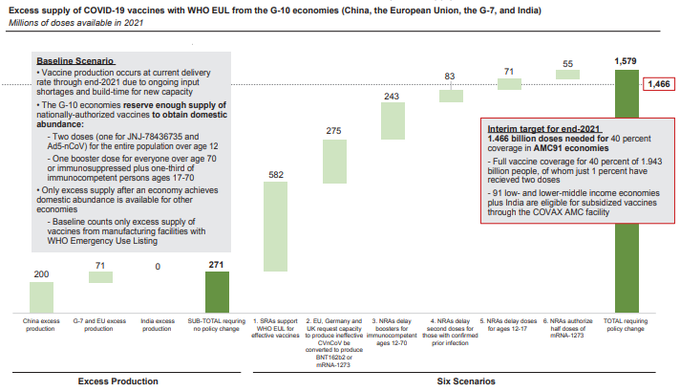 Excess supply of COVID-19 vaccines with WHO EUL from the G-10 economies (China, the European Union, the G-7, and India)
Millions of doses available in 2021
Baseline Scenario
• Vaccine production occurs at current delivery
rate through end-2021 due to ongoing input
shortages and build-time for new capacity
• The G-10 economies reserve enough supply of
nationally-authorized vaccines to obtain domestic
abundance:
- Two doses (one for JNJ-78436735 and
Ad5-nCoV) for the entire population over age 12
- One booster dose for everyone over age 70
or immunosuppressed plus one-third of
immunocompetent persons ages 17-70
• Only excess supply after an economy achieves
domestic abundance is available for other
economies
- Baseline counts only excess supply of
vaccines from manufacturing facilities with
WHO Emergency Use Listing
200
71
0
271
582
275
243
83
71
55
1,579
1,466
Interim target for end-2021
1.466 billion doses needed for 40 percent
coverage in AMC91 economies
- Full vaccine coverage for 40 percent of 1.943
billion people, of whom just 1 percent have
recieved two doses
- 91 low- and lower-middle income economies
plus India are eligible for subsidized vaccines
through the COVAX AMC facility
China excess
production
G-7 and EU excess
production
India excess
production
SUB-TOTAL requring
no policy change
1. SRAs support
WHO EUL for
effective vaccines
2. EU, Germany and
UK request capacity
to produce ineffective
CVnCoV be
converted to produce
BNT162b2 or
mRNA-1273
3. NRAs delay
boosters for
immunocompetent
ages 12-70
4. NRAs delay
second doses for
those with confirmed
prior infection
5. NRAs delay doses
for ages 12-17
6. NRAs authorize
half doses of
mRNA-1273
TOTAL requiring
policy change
Excess Production
Six Scenarios